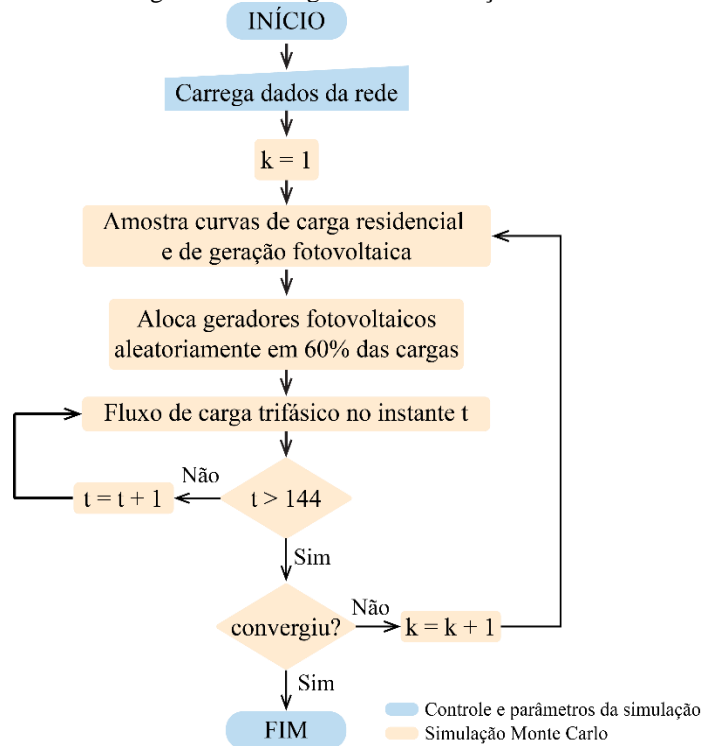 INÍCIO
Carrega dados da rede
k = 1
Amostra curvas de carga residencial
e de geração fotovoltaica
Aloca geradores fotovoltaicos
aleatoriamente em 60% das cargas
Fluxo de carga trifásico no instante t
Não
t = t + 1
t > 144
Sim
convergiu?
Não
k = k + 1
Sim
FIM
Controle e parâmetros da simulação
Simulação Monte Carlo